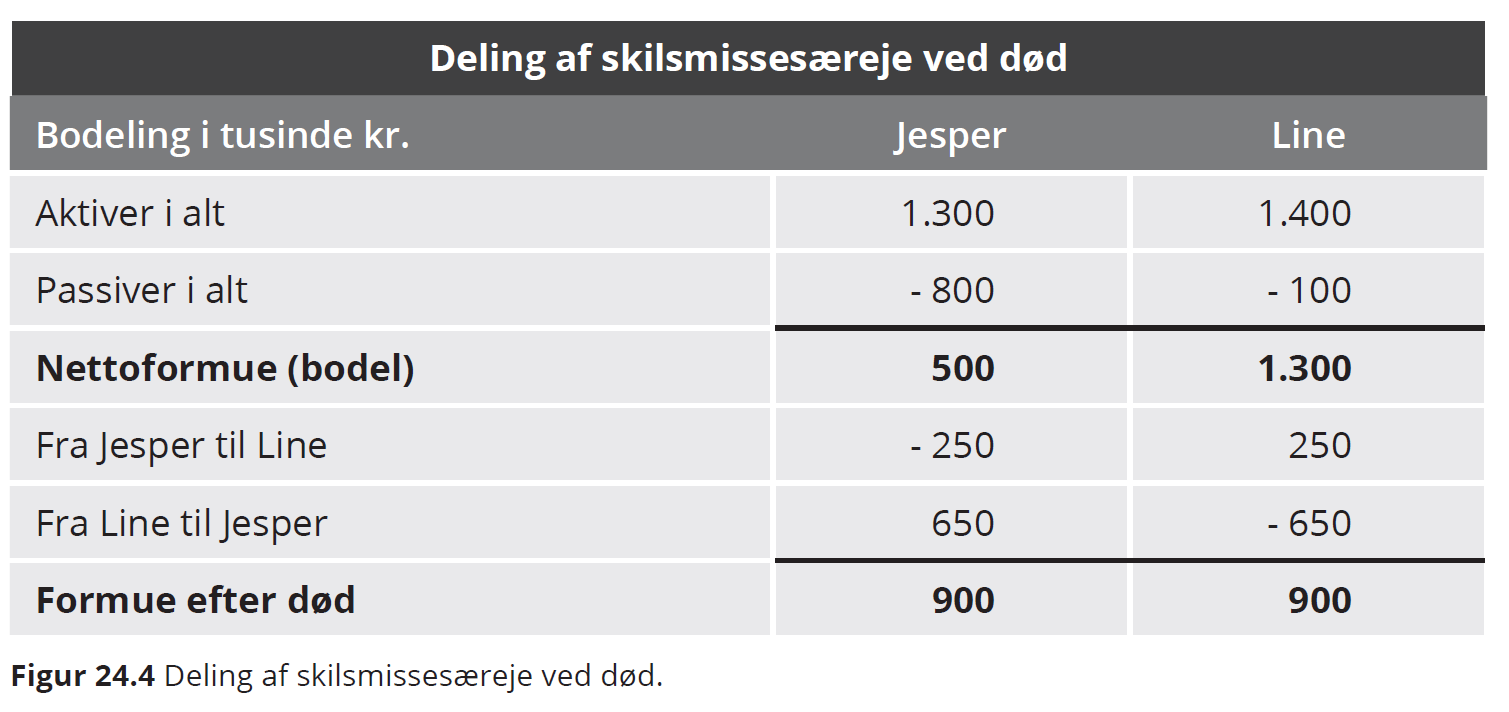 Deling af skilsmissesæreje ved død
Bodeling i tusinde kr. Jesper Line
Aktiver i alt 1.300 1.400
Passiver i alt - 800 - 100
Nettoformue (bodel) 500 1.300
Fra Jesper til Line - 250 250
Fra Line til Jesper 650 - 650
Formue efter død 900 900
Figur 24.4 Deling af skilsmissesæreje ved død.